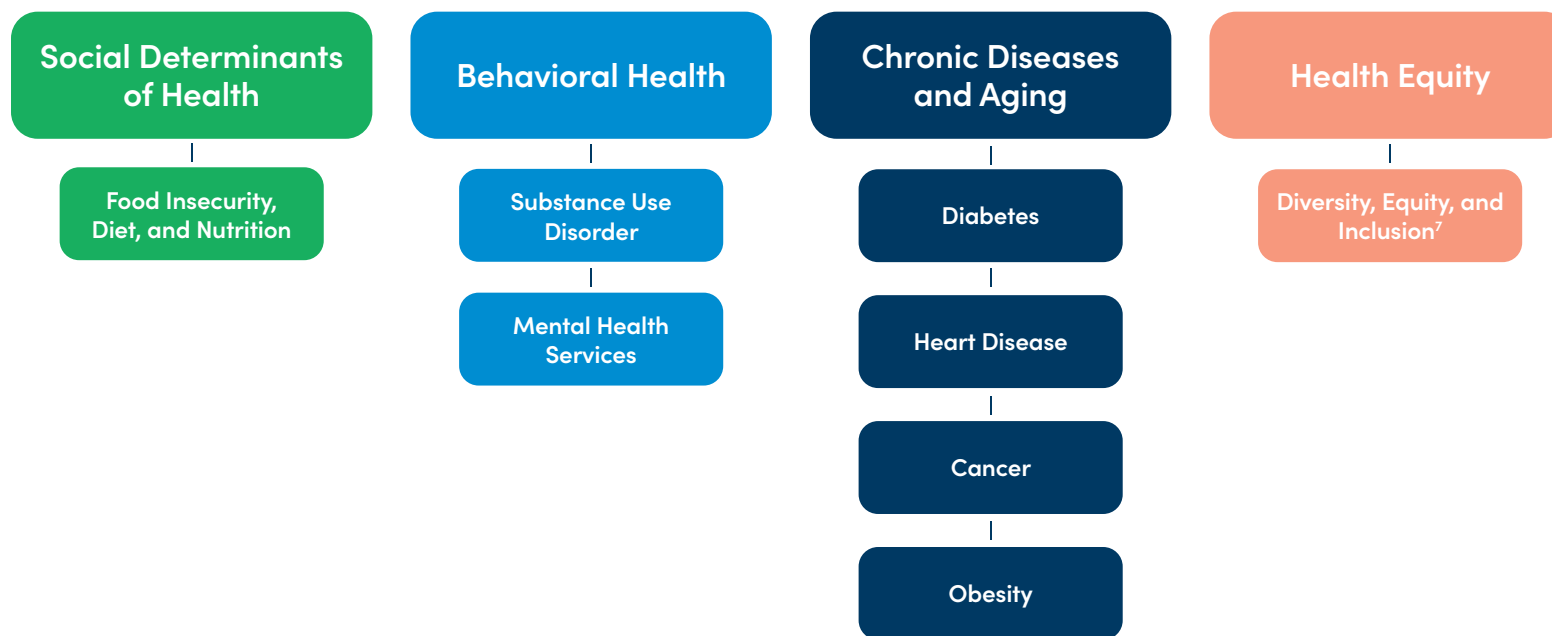 Social Determinants
of Health
Food Insecurity,
Diet, and Nutrition
Behavioral Health
Substance Use
Disorder
Mental Health
Services
Chronic Diseases
and Aging
Diabetes
Heart Disease
Cancer
Obesity
Health Equity
Diversity, Equity, and
Inclusion⁷